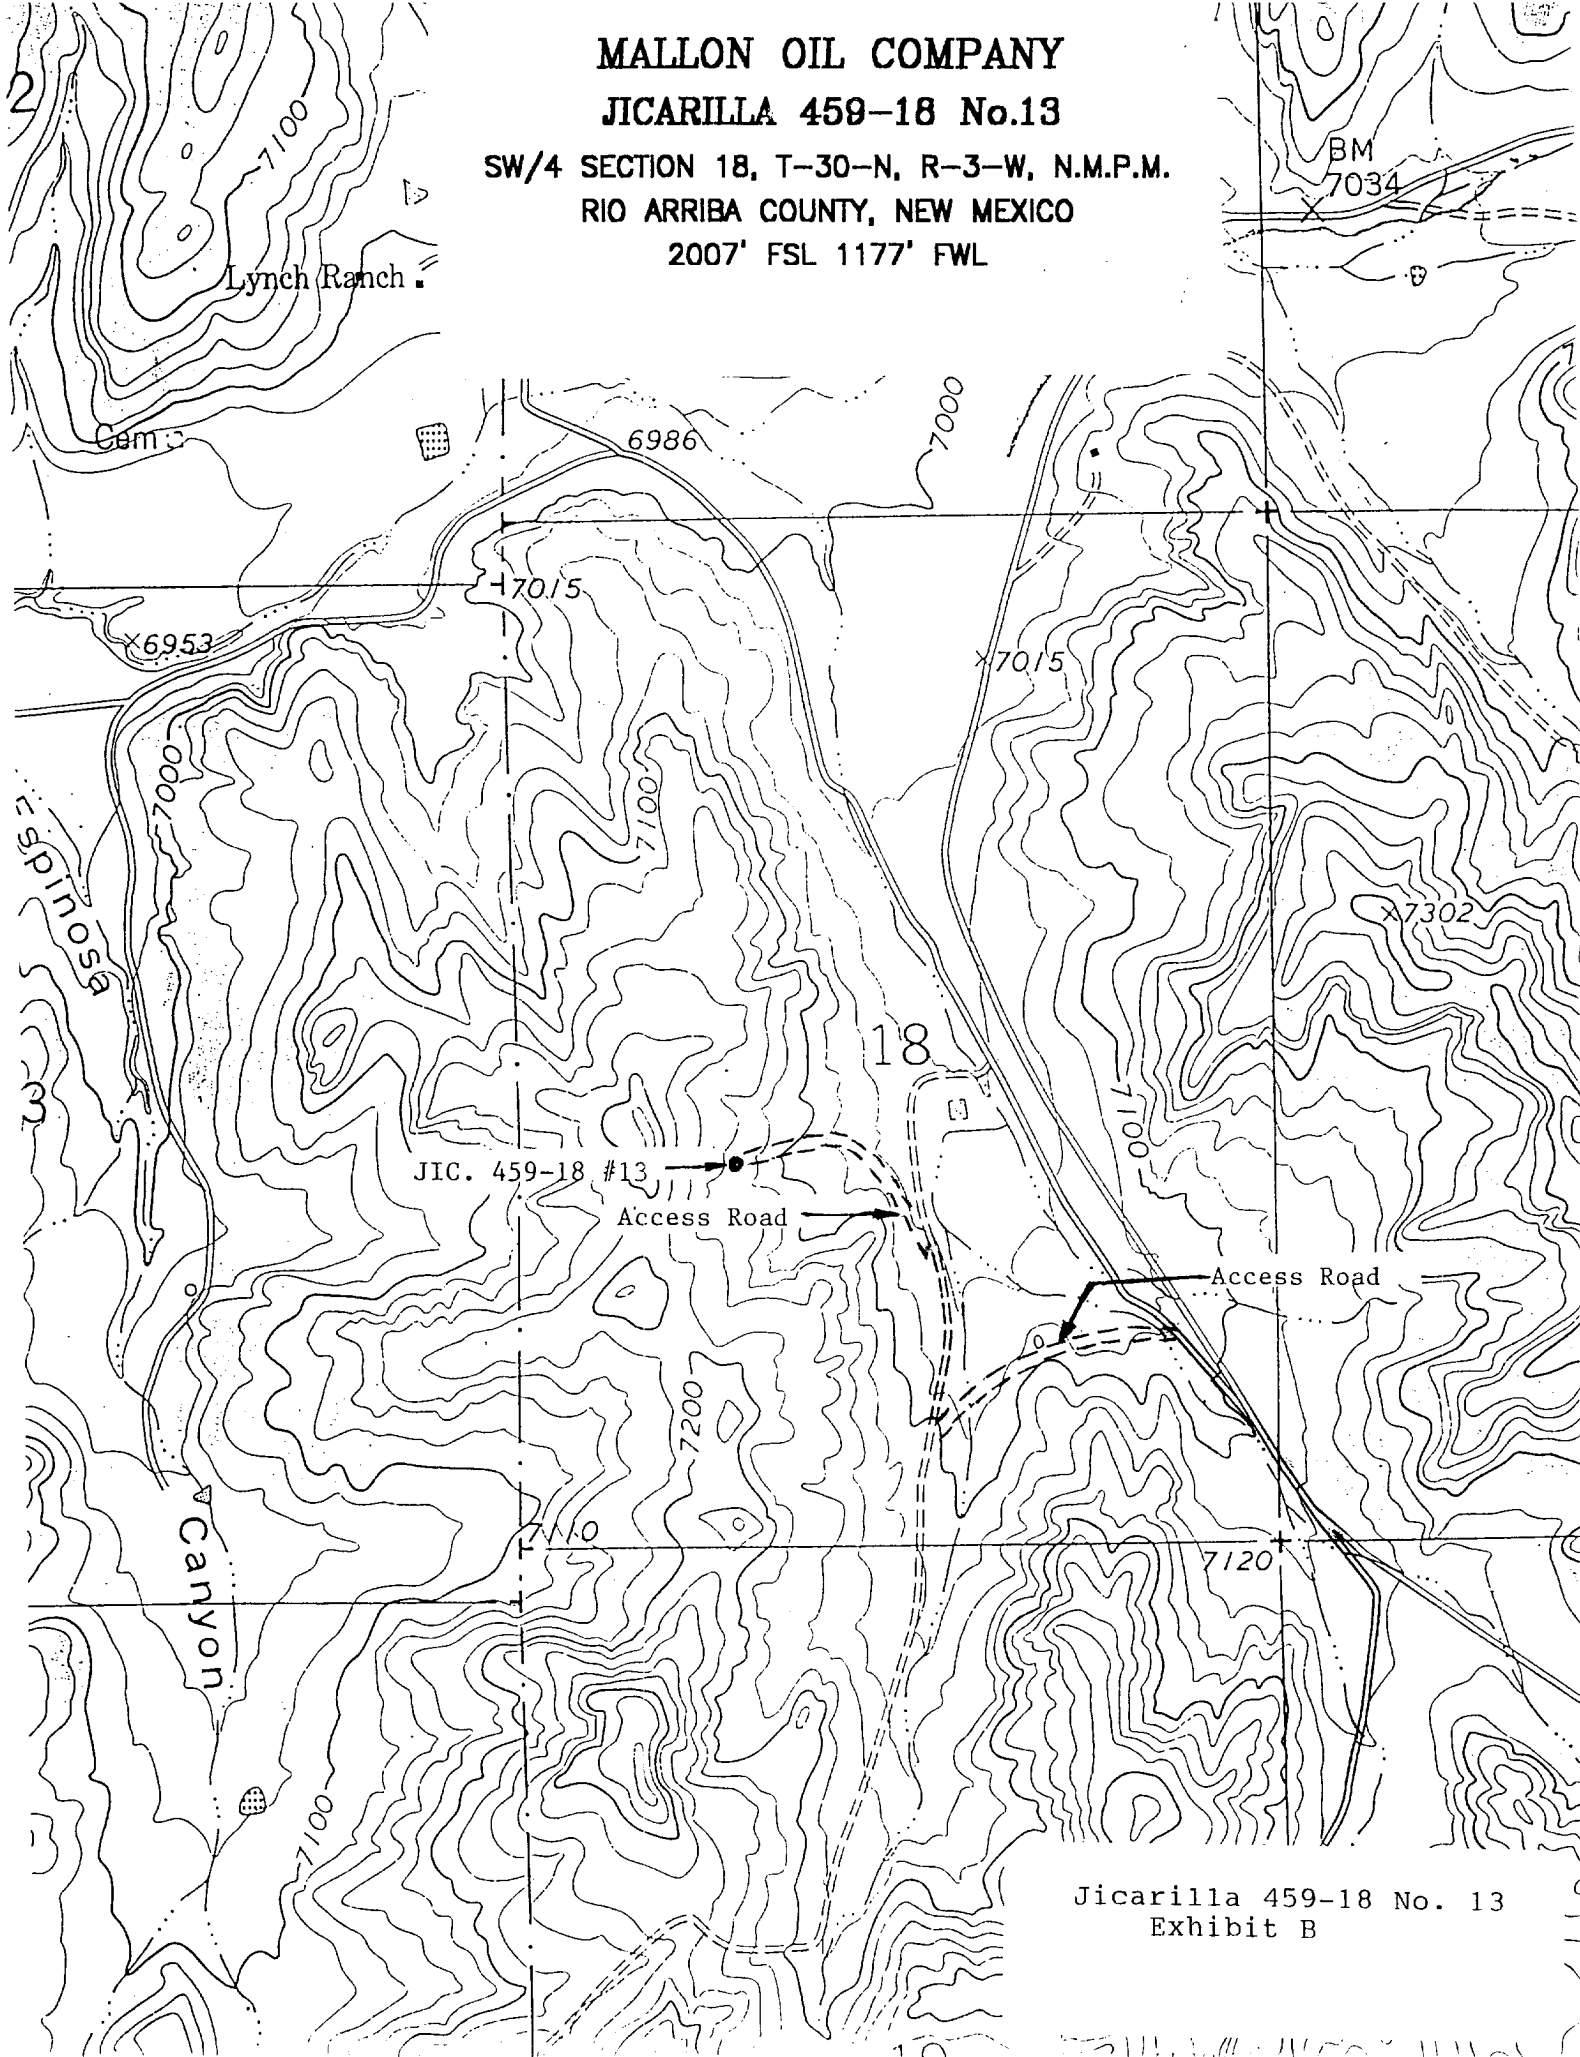 MALLON OIL COMPANY
JICARILLA 459-18 No.13
SW/4 SECTION 18, T-30-N, R-3-W, N.M.P.M.
RIO ARRIBA COUNTY, NEW MEXICO
2007' FSL 1177' FWL
2
7100
BM
7034
Lynch Ranch
Cem
6986
7000
7015
6953
7015
7000
7100
spinosa
7302
18
3
7100
JIC. 459-18 #13
Access Road
Access Road
7200
7110
7120
Canyon
7100
Jicarilla 459-18 No. 13
Exhibit B